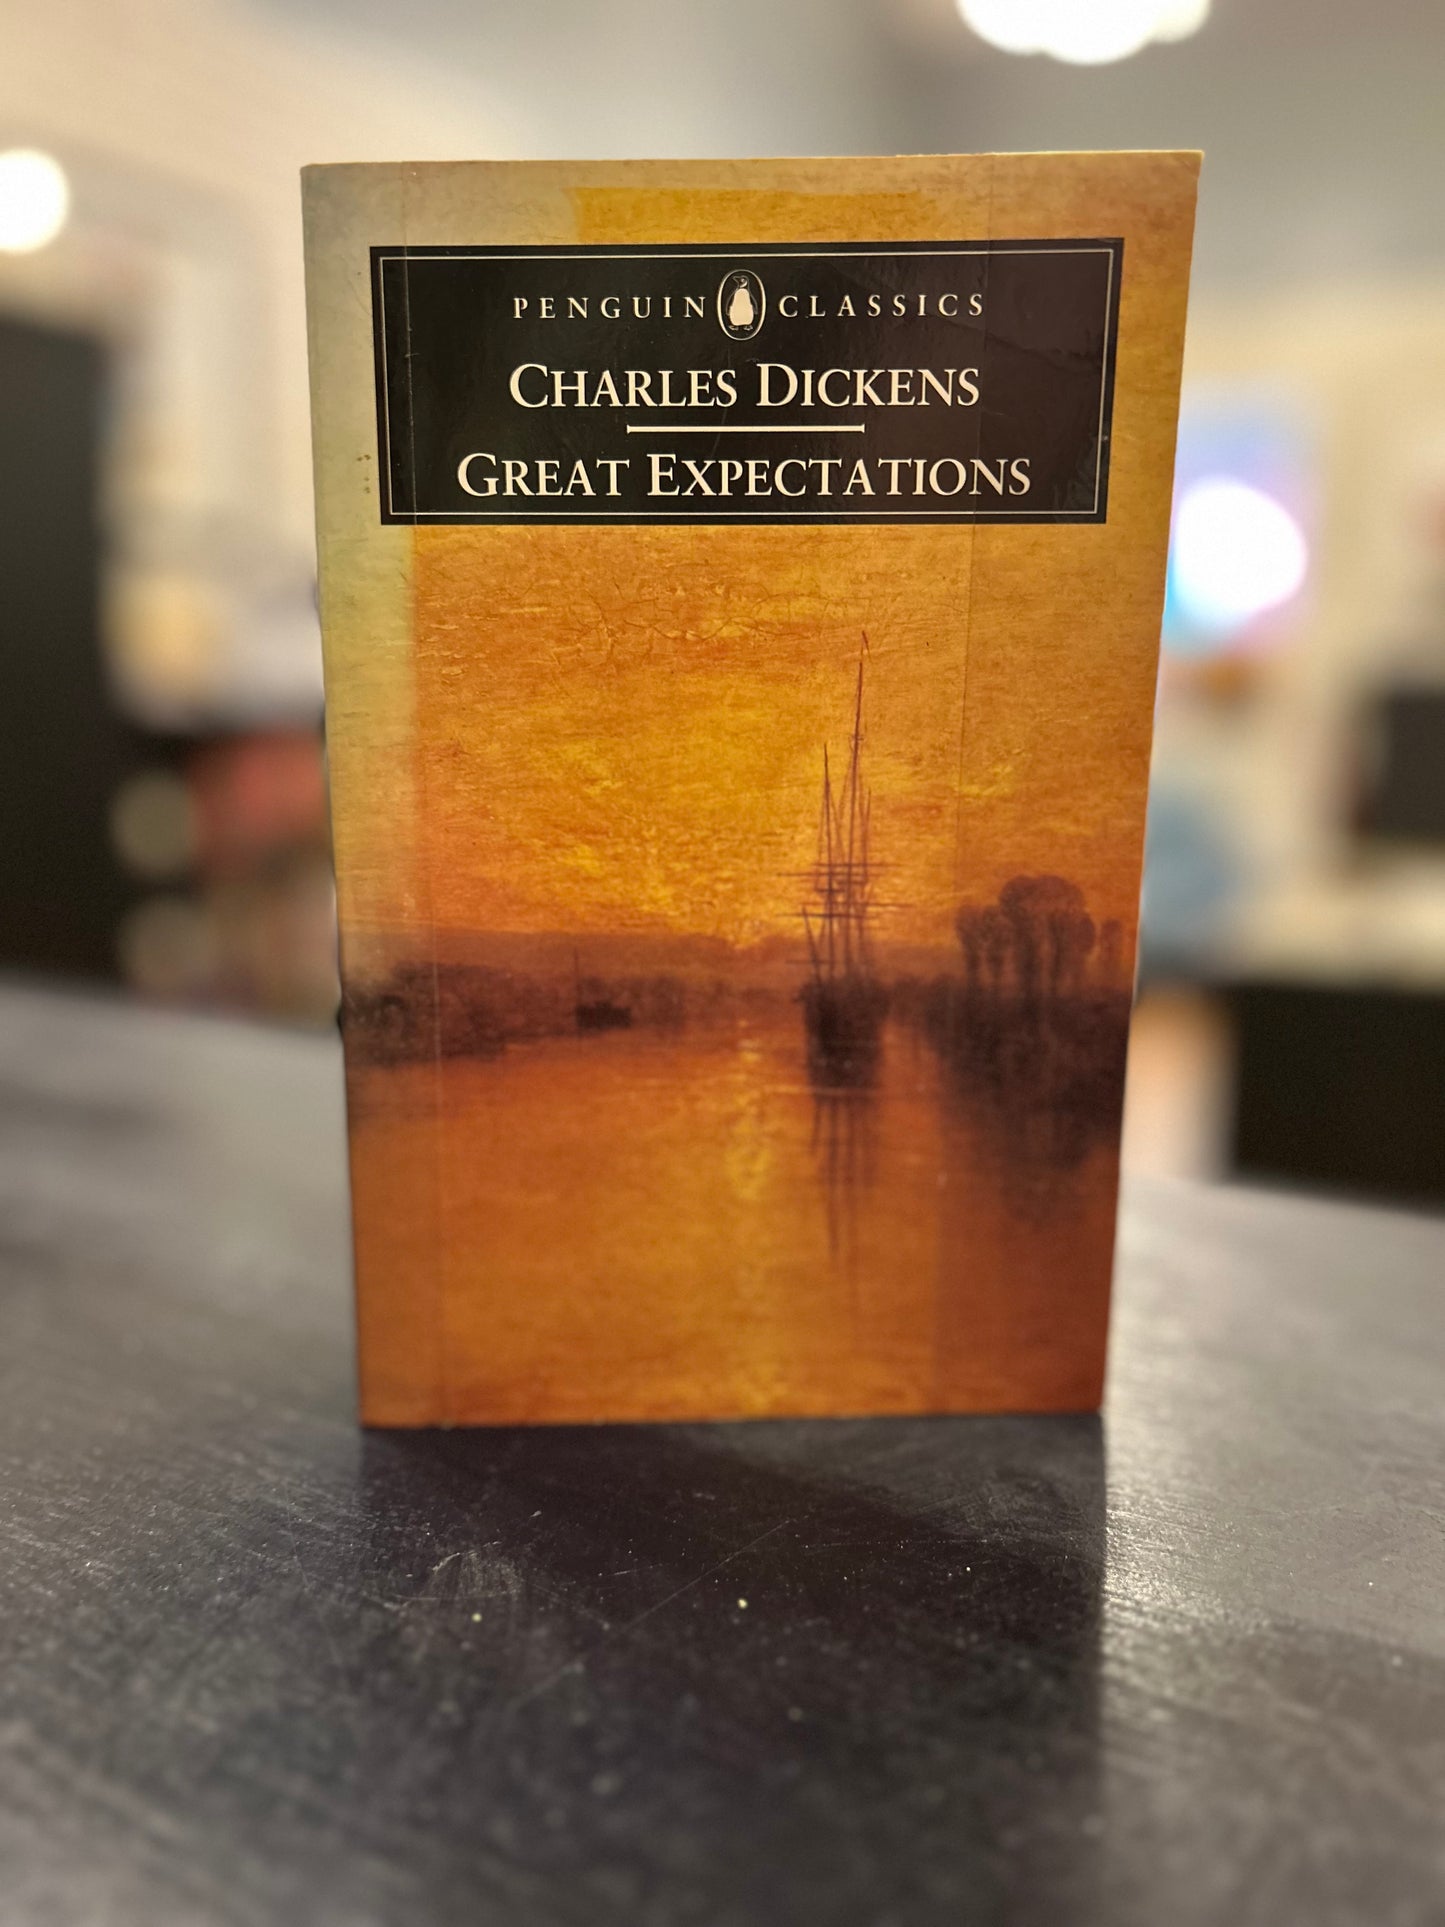 PENGUIN CLASSICS
CHARLES DICKENS
GREAT EXPECTATIONS